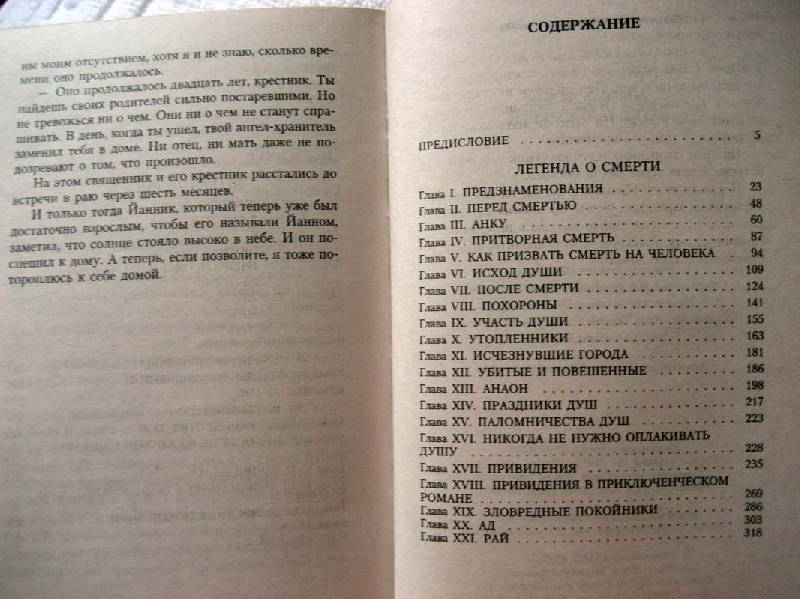 ны моим отсутствием, хотя я и не знаю, сколько вре-
мени оно продолжалось.
— Оно продолжалось двадцать лет, крестник. Ты
найдешь своих родителей сильно постаревшими. Но
не тревожься ни о чем. Они ни о чем не станут спра-
шивать. В день, когда ты ушел, твой ангел-хранитель
заменил тебя в доме. Ни отец, ни мать даже не по-
дозревают о том, что произошло.
На этом священник и его крестник расстались до
встречи в раю через шесть месяцев.
И только тогда Йанник, который теперь уже был
достаточно взрослым, чтобы его называли Йанном,
заметил, что солнце стояло высоко в небе. И он по-
спешил к дому. А теперь, если позволите, я тоже по-
тороплюсь к себе домой.
СОДЕРЖАНИЕ
ПРЕДИСЛОВИЕ . . . . . . . . . . . . . . . . . . . . 5
ЛЕГЕНДА О СМЕРТИ
Глава I. ПРЕДЗНАМЕНОВАНИЯ . . . . . . . . . . . . 23
Глава II. ПЕРЕД СМЕРТЬЮ . . . . . . . . . . . . . . 48
Глава III. АНКУ . . . . . . . . . . . . . . . . . . . . 60
Глава IV. ПРИТВОРНАЯ СМЕРТЬ . . . . . . . . . . . 87
Глава V. КАК ПРИЗВАТЬ СМЕРТЬ НА ЧЕЛОВЕКА . . . 94
Глава VI. ИСХОД ДУШИ . . . . . . . . . . . . . . . . 109
Глава VII. ПОСЛЕ СМЕРТИ . . . . . . . . . . . . . . 124
Глава VIII. ПОХОРОНЫ . . . . . . . . . . . . . . . . 141
Глава IX. УЧАСТЬ ДУШИ . . . . . . . . . . . . . . . 155
Глава X. УТОПЛЕННИКИ . . . . . . . . . . . . . . . 163
Глава XI. ИСЧЕЗНУВШИЕ ГОРОДА . . . . . . . . . . 181
Глава XII. УБИТЫЕ И ПОВЕШЕННЫЕ . . . . . . . . 186
Глава XIII. АНАОН . . . . . . . . . . . . . . . . . . 198
Глава XIV. ПРАЗДНИКИ ДУШ . . . . . . . . . . . . . 217
Глава XV. ПАЛОМНИЧЕСТВА ДУШ . . . . . . . . . . 223
Глава XVI. НИКОГДА НЕ НУЖНО ОПЛАКИВАТЬ
ДУШУ . . . . . . . . . . . . . . . . . . . . . . . . . 228
Глава XVII. ПРИВИДЕНИЯ . . . . . . . . . . . . . . 235
Глава XVIII. ПРИВИДЕНИЯ В ПРИКЛЮЧЕНЧЕСКОМ
РОМАНЕ . . . . . . . . . . . . . . . . . . . . . . . . 269
Глава XIX. ЗЛОВРЕДНЫЕ ПОКОЙНИКИ . . . . . . . 286
Глава XX. АД . . . . . . . . . . . . . . . . . . . . . 303
Глава XXI. РАЙ . . . . . . . . . . . . . . . . . . . . 318